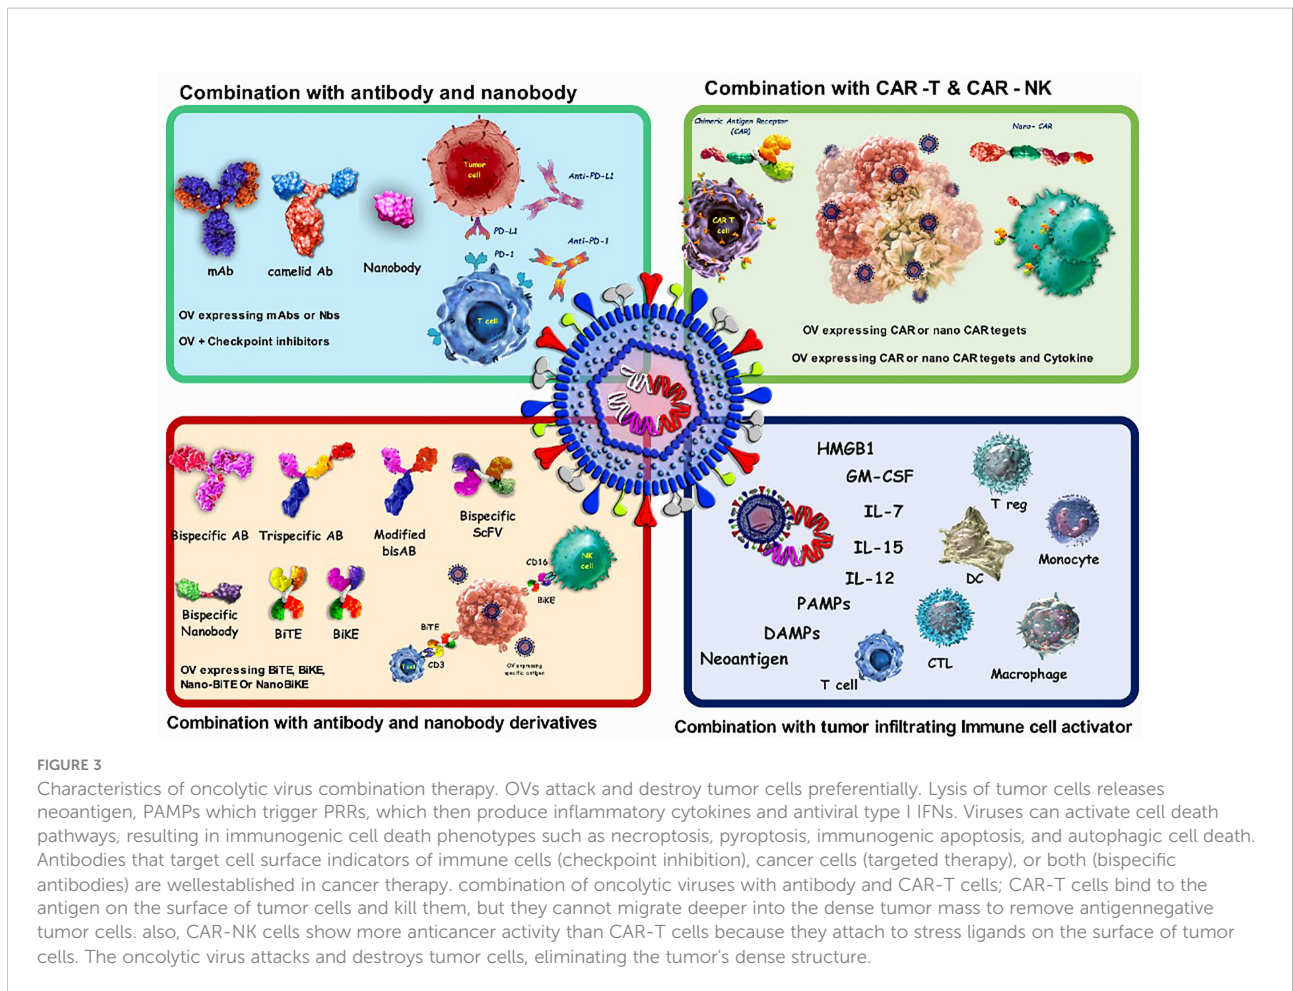 Combination with antibody and nanobody
mAb
camelid Ab
Nanobody
Tumor
cell
PD-L1
PD-1
Anti-PD-L1
Anti-PD-1
T cell
OV expressing mAbs or Nbs
OV + Checkpoint inhibitors
Combination with CAR -T & CAR - NK
Chimeric Antigen Receptor
(CAR)
Nano- CAR
CAR T
cell
OV expressing CAR or nano CAR tegets
OV expressing CAR or nano CAR tegets and Cytokine
Bispecific AB
Trispecific AB
Modified
bisAB
Bispecific
ScFV
Bispecific
Nanobody
BiTE
BiKE
NK
cell
CD16
BiKE
BiTE
CD3
T cell
OV expressing
specific antigen
OV expressing BiTE, BiKE,
Nano-BiTE Or NanoBiKE
Combination with antibody and nanobody derivatives
HMGB1
GM-CSF
IL-7
IL-15
IL-12
PAMPs
DAMPs
Neoantigen
T cell
T reg
Monocyte
DC
CTL
Macrophage
Combination with tumor infiltrating Immune cell activator
FIGURE 3
Characteristics of oncolytic virus combination therapy. OVs attack and destroy tumor cells preferentially. Lysis of tumor cells releases
neoantigen, PAMPs which trigger PRRs, which then produce inflammatory cytokines and antiviral type I IFNs. Viruses can activate cell death
pathways, resulting in immunogenic cell death phenotypes such as necroptosis, pyroptosis, immunogenic apoptosis, and autophagic cell death.
Antibodies that target cell surface indicators of immune cells (checkpoint inhibition), cancer cells (targeted therapy), or both (bispecific
antibodies) are wellestablished in cancer therapy. combination of oncolytic viruses with antibody and CAR-T cells; CAR-T cells bind to the
antigen on the surface of tumor cells and kill them, but they cannot migrate deeper into the dense tumor mass to remove antigennegative
tumor cells. also, CAR-NK cells show more anticancer activity than CAR-T cells because they attach to stress ligands on the surface of tumor
cells. The oncolytic virus attacks and destroys tumor cells, eliminating the tumor's dense structure.